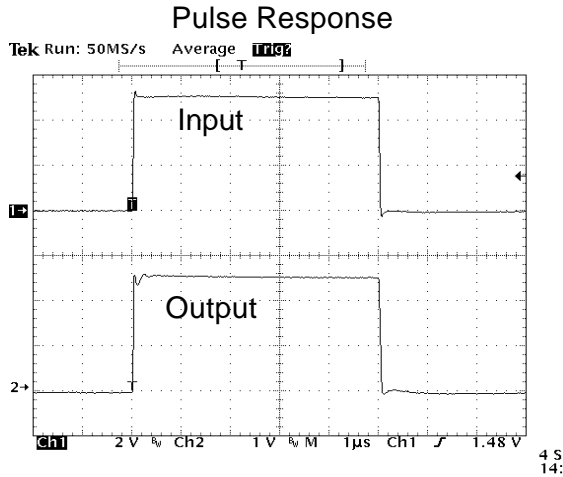 Pulse Response
Tek Run: 50MS/s Average Trig?
[ T ]
Input
T
1→
Output
T
2→
Ch1 2 V BW Ch2 1 V BW M 1µs Ch1 1.48 V
4 S
14: